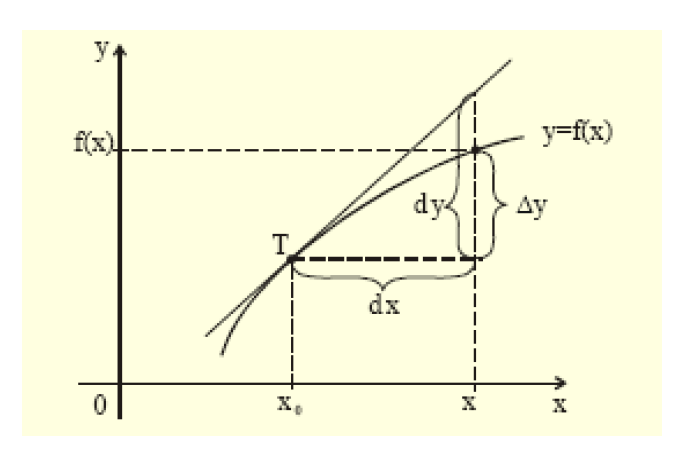 y
f(x)
y=f(x)
dy
Δy
T
dx
0
x₀
x
x